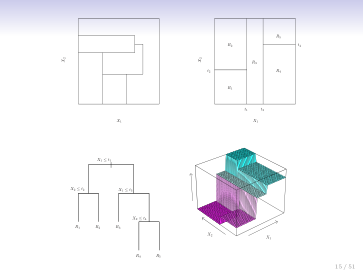 R₅
t₄
R₂
X₂
X₂
R₃
t₂
R₄
R₁
t₁ t₃
X₁
X₁
X₁ ≤ t₁
X₂ ≤ t₂
X₁ ≤ t₃
X₂ ≤ t₄
R₁
R₂
R₃
X₂
X₁
R₄
R₅
15 / 51